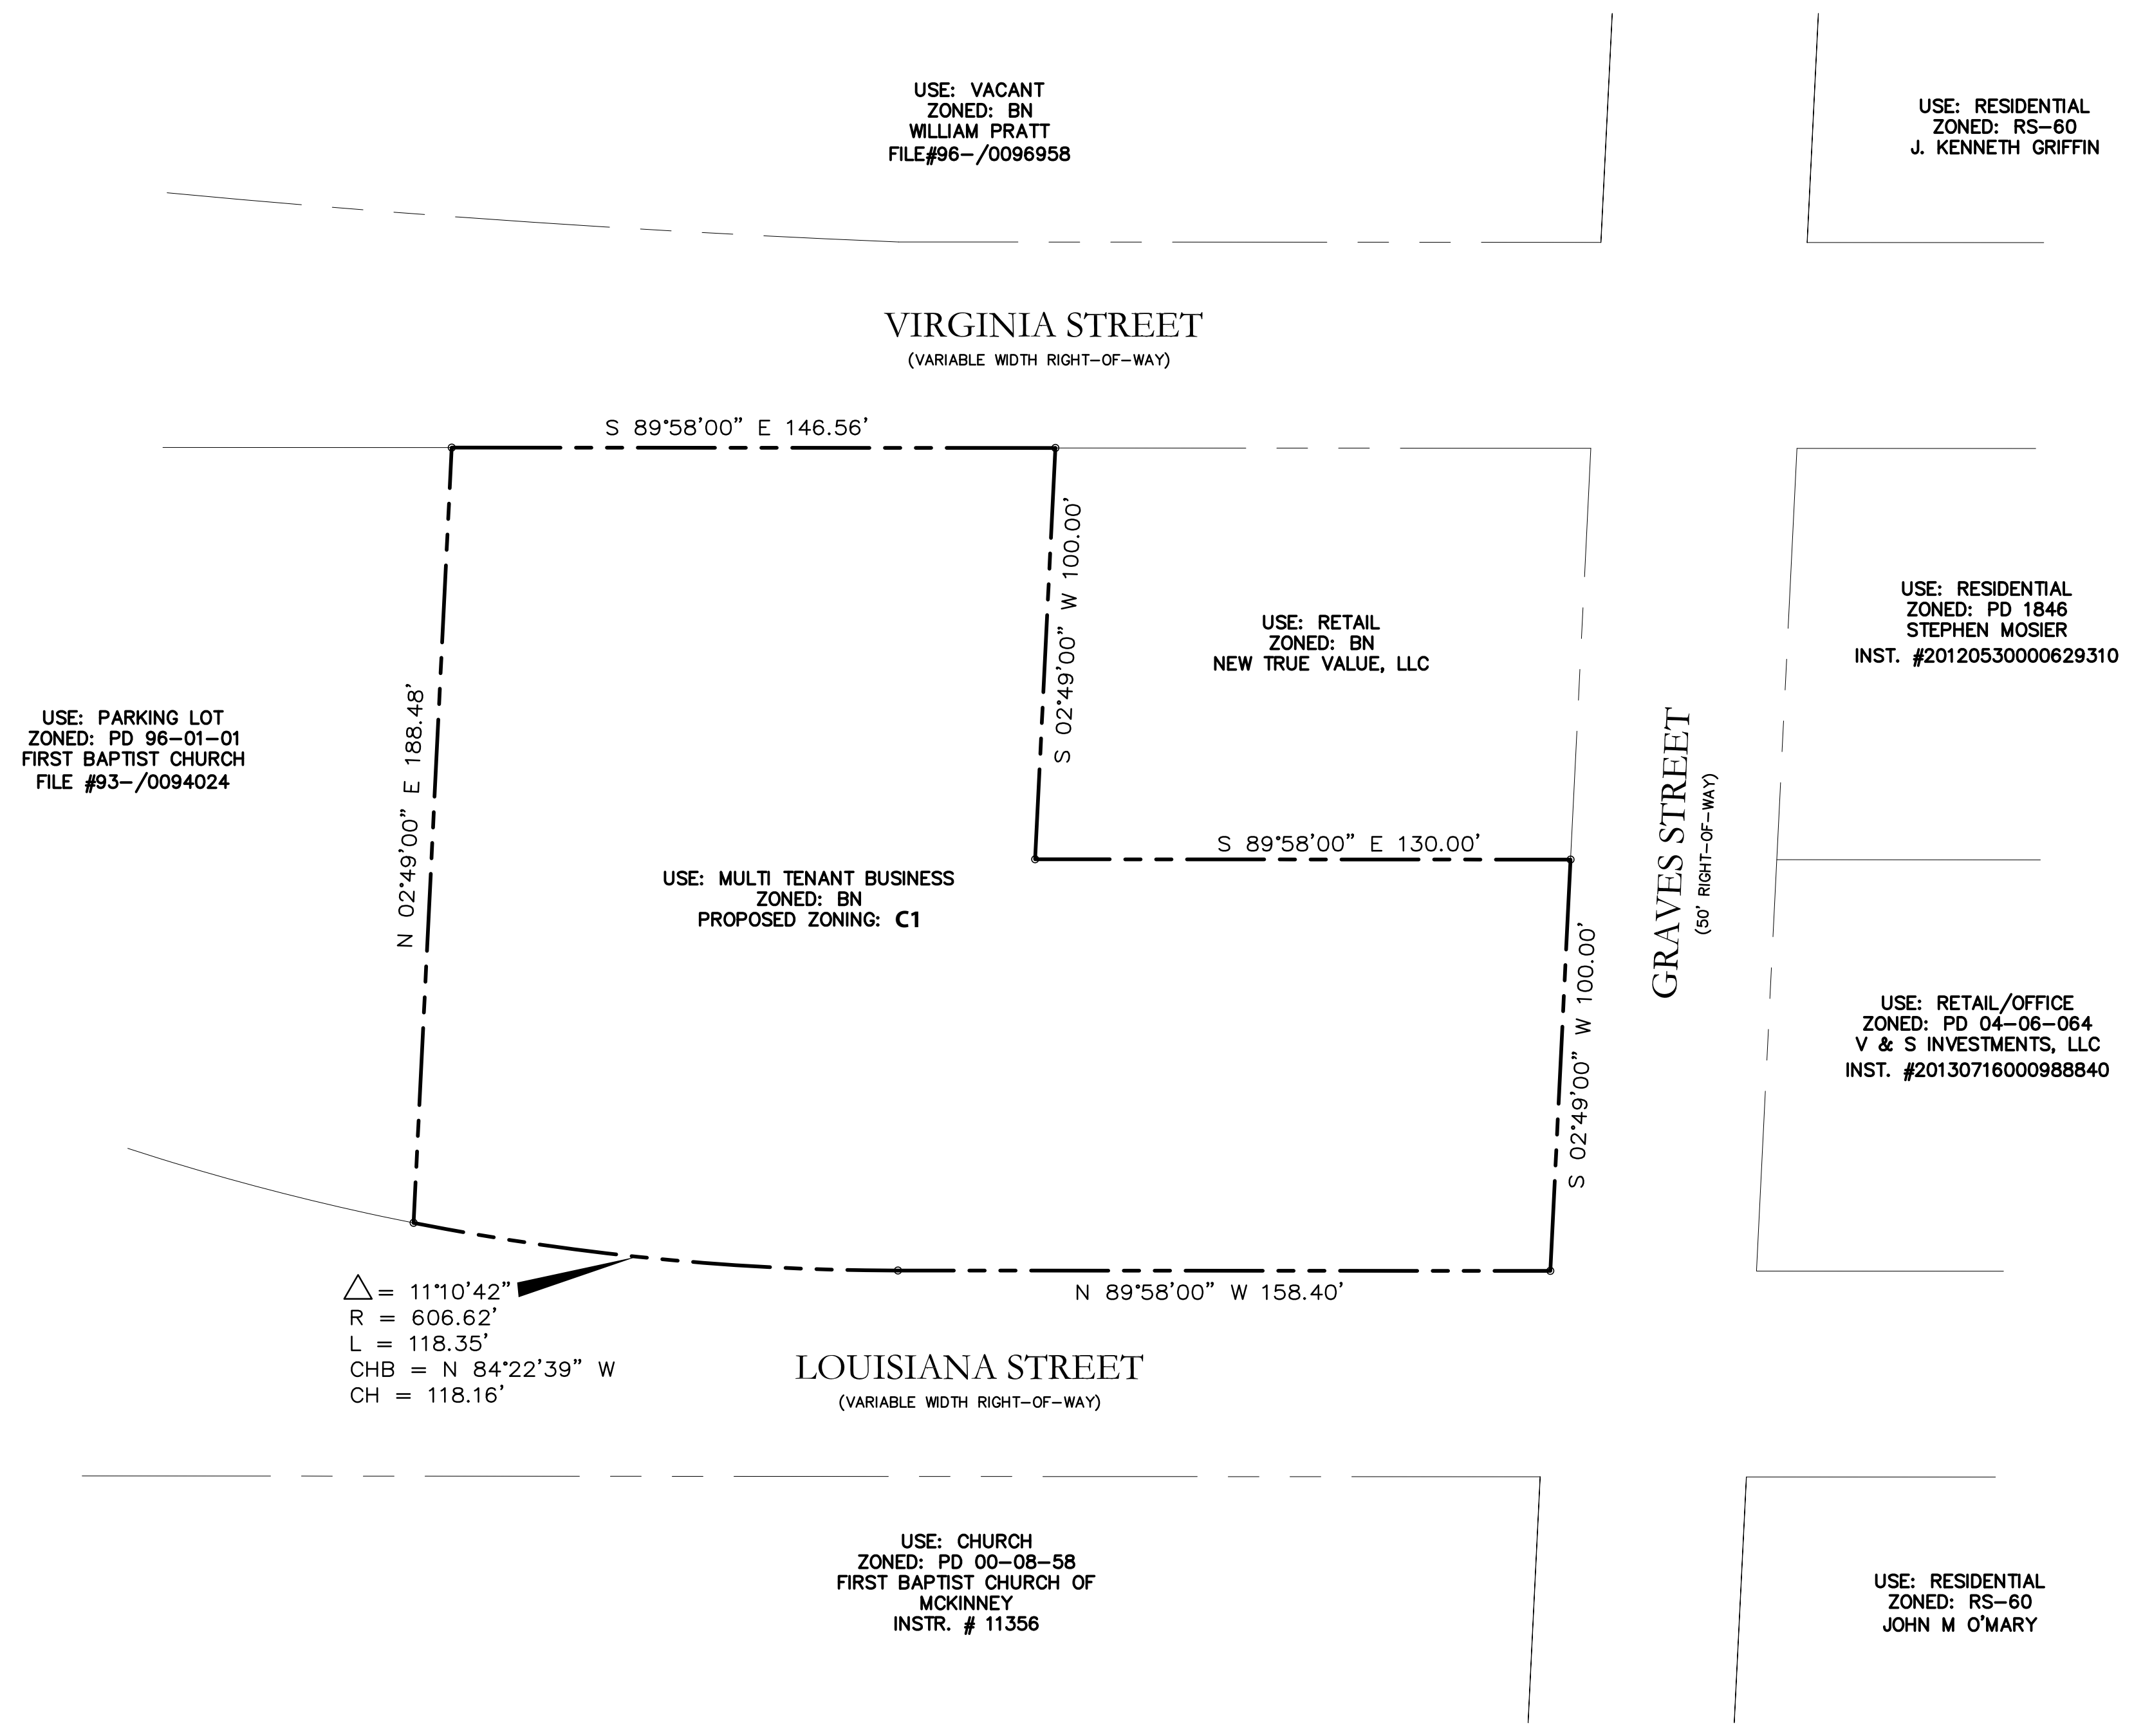 USE: VACANT
ZONED: BN
WILLIAM PRATT
FILE#96-/0096958
USE: RESIDENTIAL
ZONED: RS-60
J. KENNETH GRIFFIN
VIRGINIA STREET
(VARIABLE WIDTH RIGHT-OF-WAY)
S 89°58'00" E 146.56'
S 02°49'00" W 100.00'
USE: RETAIL
ZONED: BN
NEW TRUE VALUE, LLC
USE: RESIDENTIAL
ZONED: PD 1846
STEPHEN MOSIER
INST. #20120530000629310
USE: PARKING LOT
ZONED: PD 96-01-01
FIRST BAPTIST CHURCH
FILE #93-/0094024
N 02°49'00" E 188.48'
S 89°58'00" E 130.00'
GRAVES STREET
(50' RIGHT-OF-WAY)
USE: MULTI TENANT BUSINESS
ZONED: BN
PROPOSED ZONING: C1
S 02°49'00" W 100.00'
USE: RETAIL/OFFICE
ZONED: PD 04-06-064
V & S INVESTMENTS, LLC
INST. #20130716000988840
△ = 11°10'42"
R = 606.62'
L = 118.35'
CHB = N 84°22'39" W
CH = 118.16'
N 89°58'00" W 158.40'
LOUISIANA STREET
(VARIABLE WIDTH RIGHT-OF-WAY)
USE: CHURCH
ZONED: PD 00-08-58
FIRST BAPTIST CHURCH OF
MCKINNEY
INSTR. # 11356
USE: RESIDENTIAL
ZONED: RS-60
JOHN M O'MARY